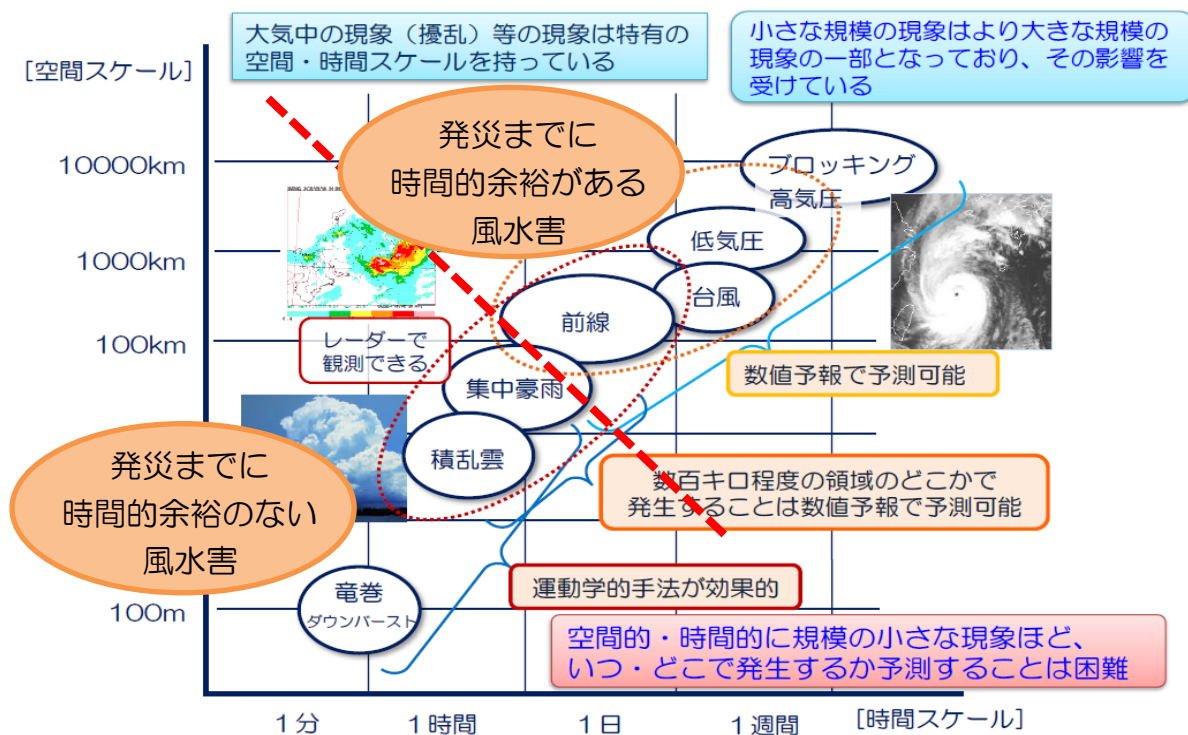 大気中の現象（擾乱）等の現象は特有の
空間・時間スケールを持っている
小さな規模の現象はより大きな規模の
現象の一部となっており、その影響を
受けている
[空間スケール]
発災までに
時間的余裕がある
風水害
10000km
ブロッキング
高気圧
低気圧
1000km
台風
前線
100km
レーダーで
観測できる
数値予報で予測可能
集中豪雨
積乱雲
発災までに
時間的余裕のない
風水害
数百キロ程度の領域のどこかで
発生することは数値予報で予測可能
竜巻
ダウンバースト
運動学的手法が効果的
100m
空間的・時間的に規模の小さな現象ほど、
いつ・どこで発生するか予測することは困難
１分
１時間
１日
１週間
[時間スケール]